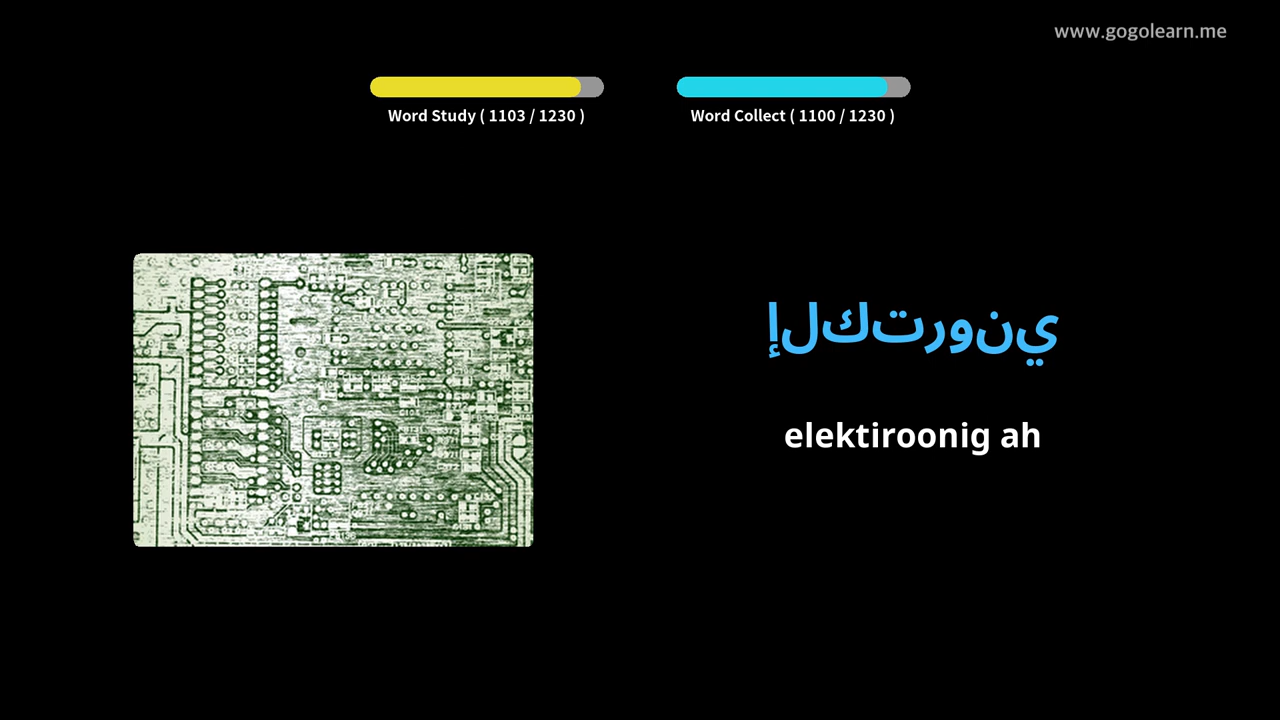 www.gogolearn.me
Word Study ( 1103 / 1230 )
Word Collect ( 1100 / 1230 )
إلكتروني
elektiroonig ah